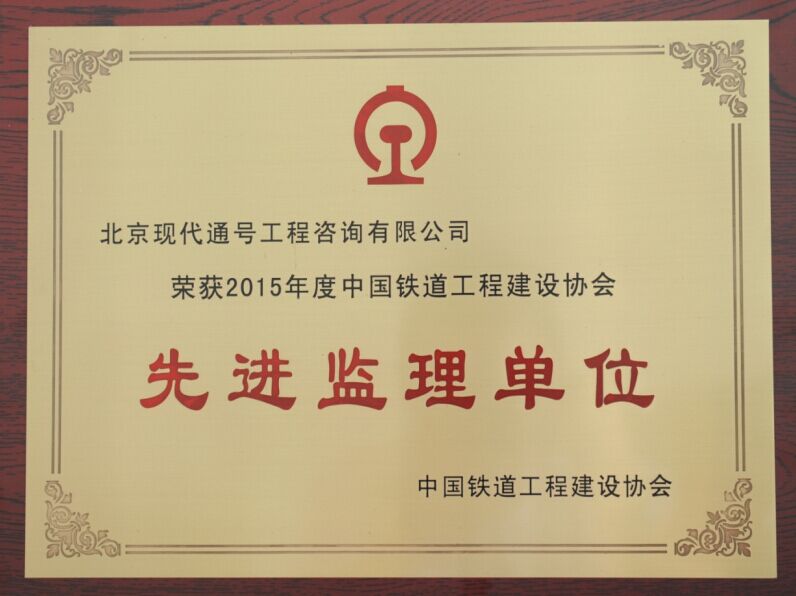 北京现代通号工程咨询有限公司
荣获2015年度中国铁道工程建设协会
先进监理单位
中国铁道工程建设协会